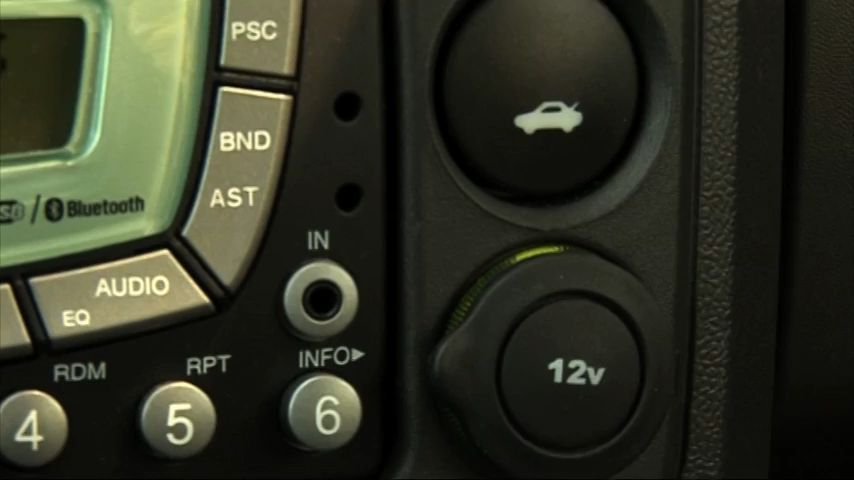 PSC
BND
AST
Bluetooth
IN
AUDIO
EQ
RDM
RPT
INFO▶
4
5
6
12v